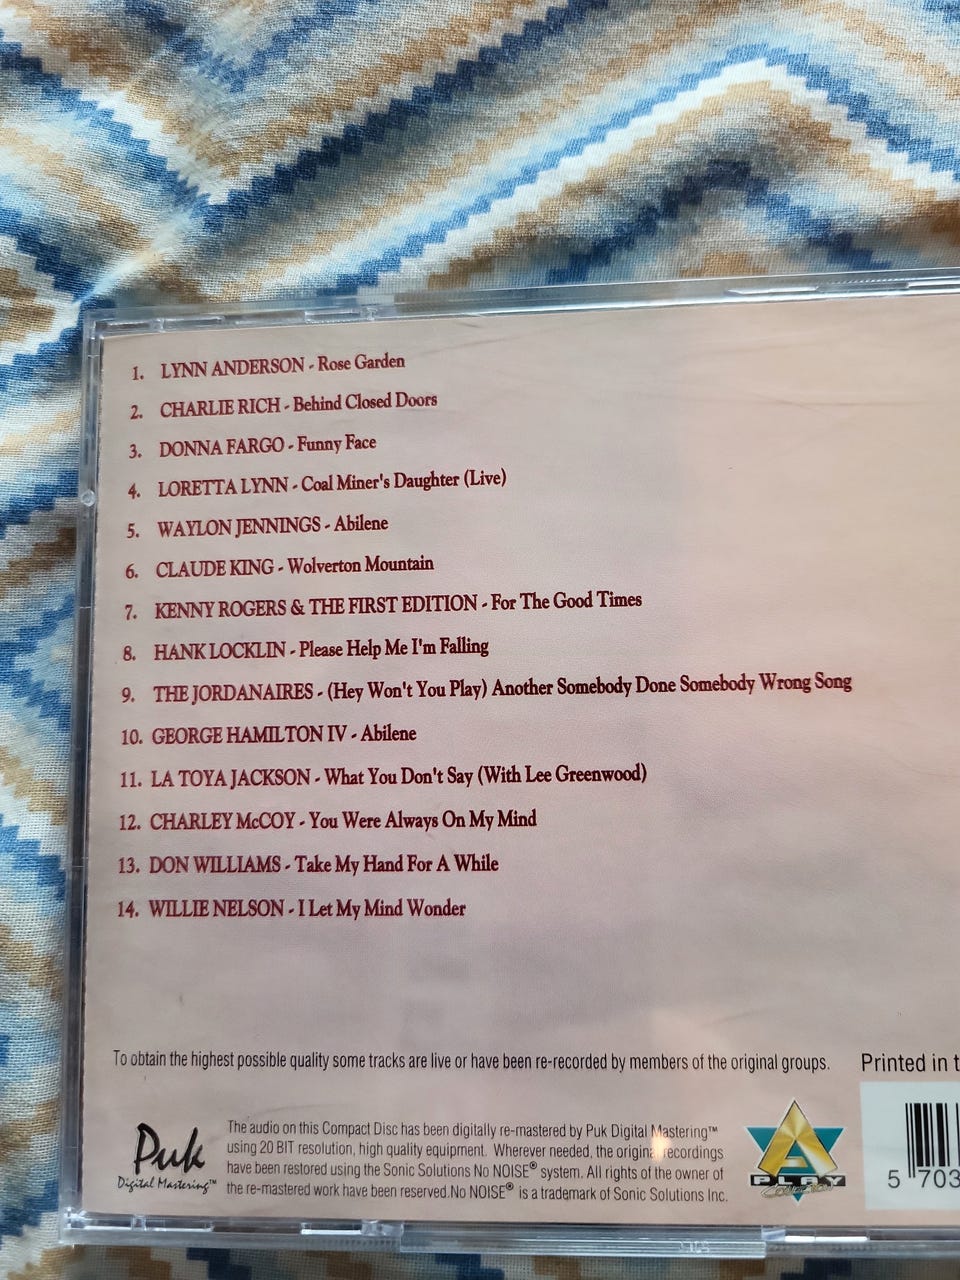 1. LYNN ANDERSON - Rose Garden
2. CHARLIE RICH - Behind Closed Doors
3. DONNA FARGO - Funny Face
4. LORETTA LYNN - Coal Miner's Daughter (Live)
5. WAYLON JENNINGS - Abilene
6. CLAUDE KING - Wolverton Mountain
7. KENNY ROGERS & THE FIRST EDITION - For The Good Times
8. HANK LOCKLIN - Please Help Me I'm Falling
9. THE JORDANAIRES - (Hey Won't You Play) Another Somebody Done Somebody Wrong Song
10. GEORGE HAMILTON IV - Abilene
11. LA TOYA JACKSON - What You Don't Say (With Lee Greenwood)
12. CHARLEY McCOY - You Were Always On My Mind
13. DON WILLIAMS - Take My Hand For A While
14. WILLIE NELSON - I Let My Mind Wonder
To obtain the highest possible quality some tracks are live or have been re-recorded by members of the original groups.
Printed in t
Puk
Digital Mastering™
The audio on this Compact Disc has been digitally re-mastered by Puk Digital Mastering™
using 20 BIT resolution, high quality equipment. Wherever needed, the original recordings
have been restored using the Sonic Solutions No NOISE® system. All rights of the owner of
the re-mastered work have been reserved.No NOISE® is a trademark of Sonic Solutions Inc.
A
PLAY
Collection
5 703